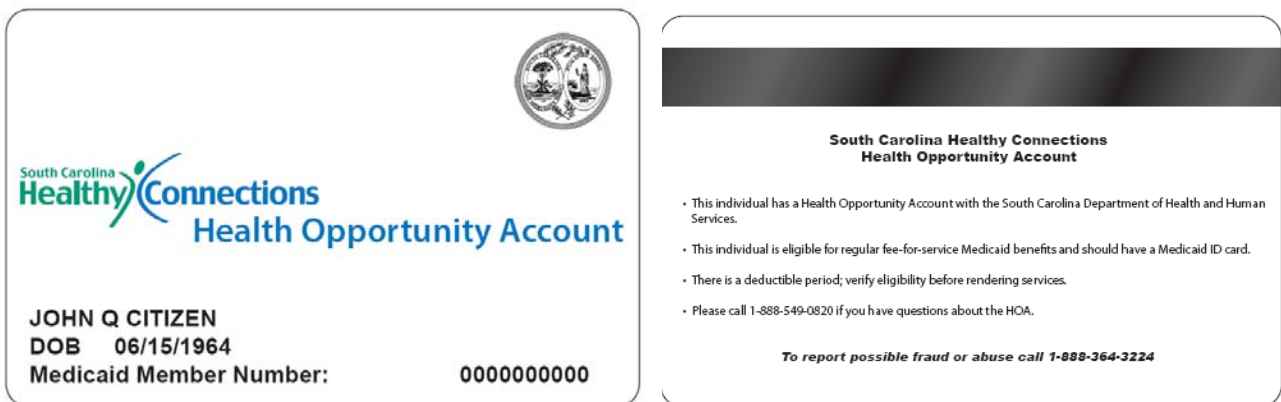 South Carolina
Healthy Connections
Health Opportunity Account
JOHN Q CITIZEN
DOB 06/15/1964
Medicaid Member Number: 0000000000
South Carolina Healthy Connections
Health Opportunity Account
• This individual has a Health Opportunity Account with the South Carolina Department of Health and Human
Services.
• This individual is eligible for regular fee-for-service Medicaid benefits and should have a Medicaid ID card.
• There is a deductible period; verify eligibility before rendering services.
• Please call 1-888-549-0820 if you have questions about the HOA.
To report possible fraud or abuse call 1-888-364-3224